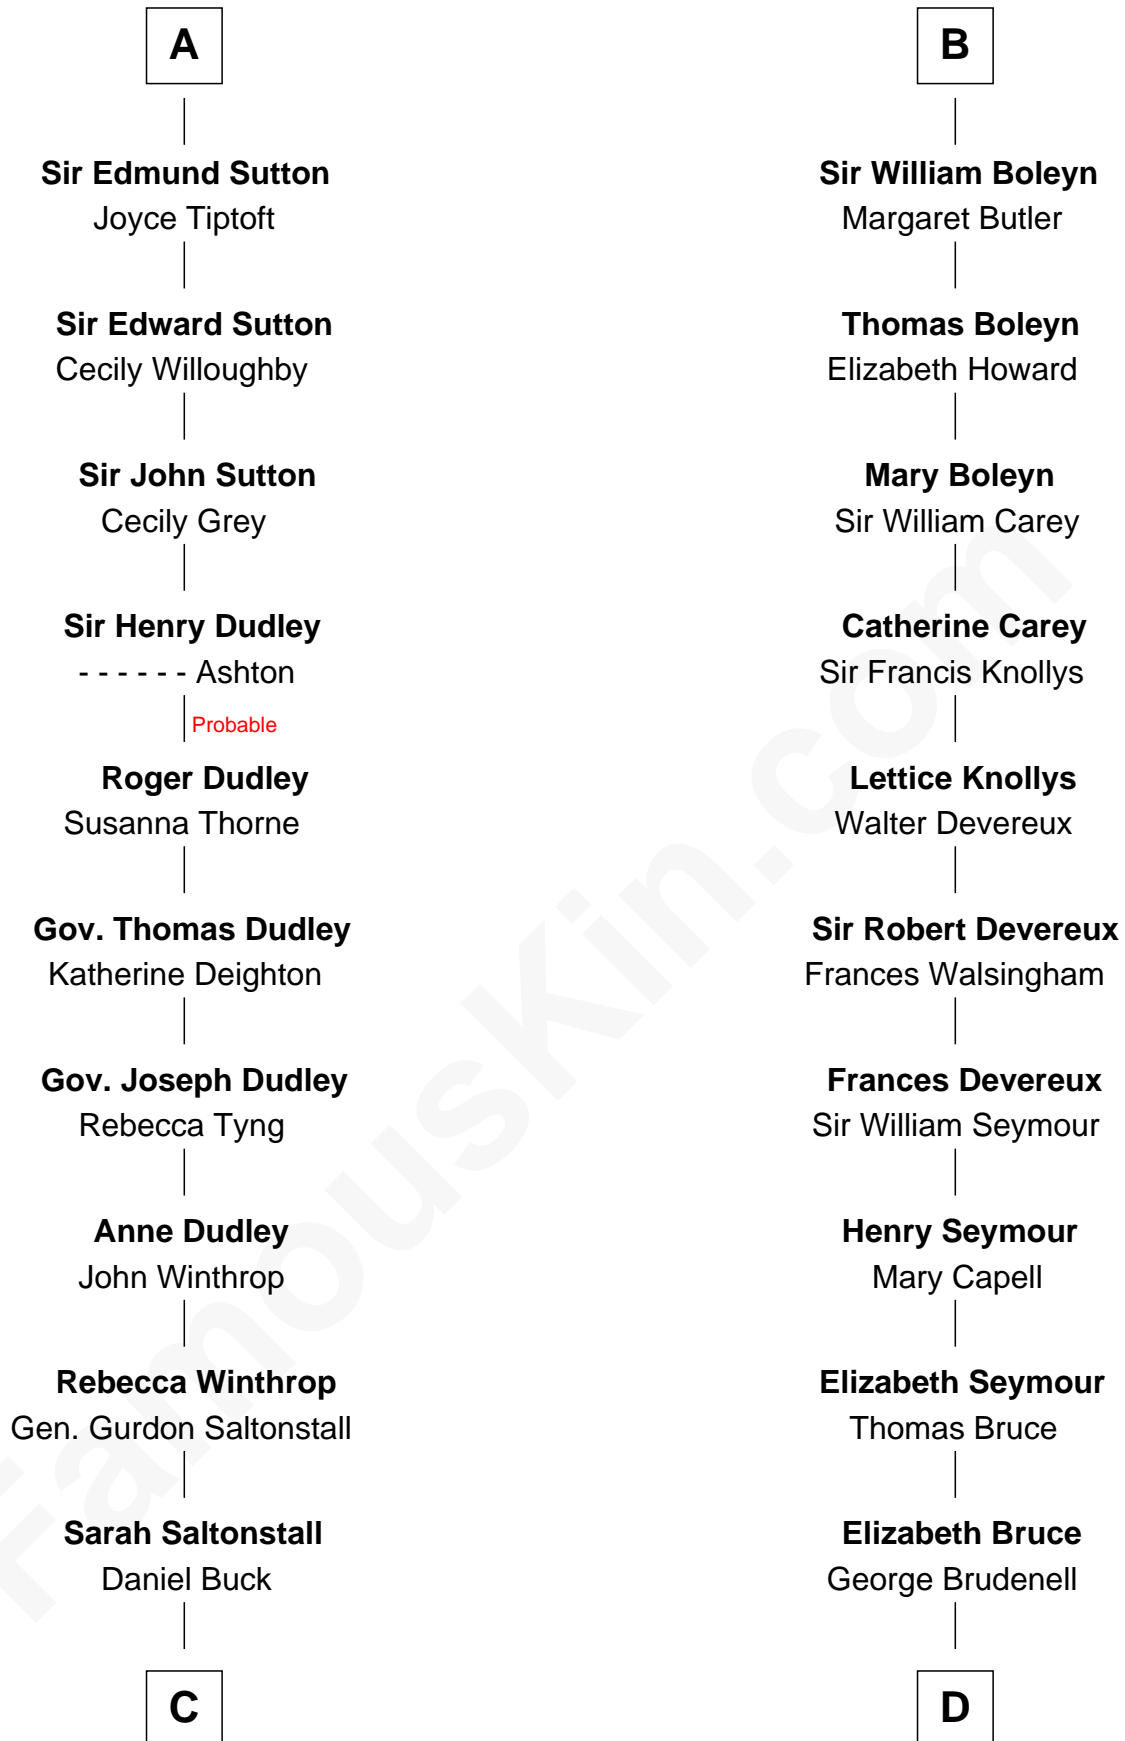 A
Sir Edmund Sutton
Joyce Tiptoft
Sir Edward Sutton
Cecily Willoughby
Sir John Sutton
Cecily Grey
Sir Henry Dudley
- - - - - - Ashton
Probable
Roger Dudley
Susanna Thorne
Gov. Thomas Dudley
Katherine Deighton
Gov. Joseph Dudley
Rebecca Tyng
Anne Dudley
John Winthrop
Rebecca Winthrop
Gen. Gurdon Saltonstall
Sarah Saltonstall
Daniel Buck
C
B
Sir William Boleyn
Margaret Butler
Thomas Boleyn
Elizabeth Howard
Mary Boleyn
Sir William Carey
Catherine Carey
Sir Francis Knollys
Lettice Knollys
Walter Devereux
Sir Robert Devereux
Frances Walsingham
Frances Devereux
Sir William Seymour
Henry Seymour
Mary Capell
Elizabeth Seymour
Thomas Bruce
Elizabeth Bruce
George Brudenell
D
FamousKin.com